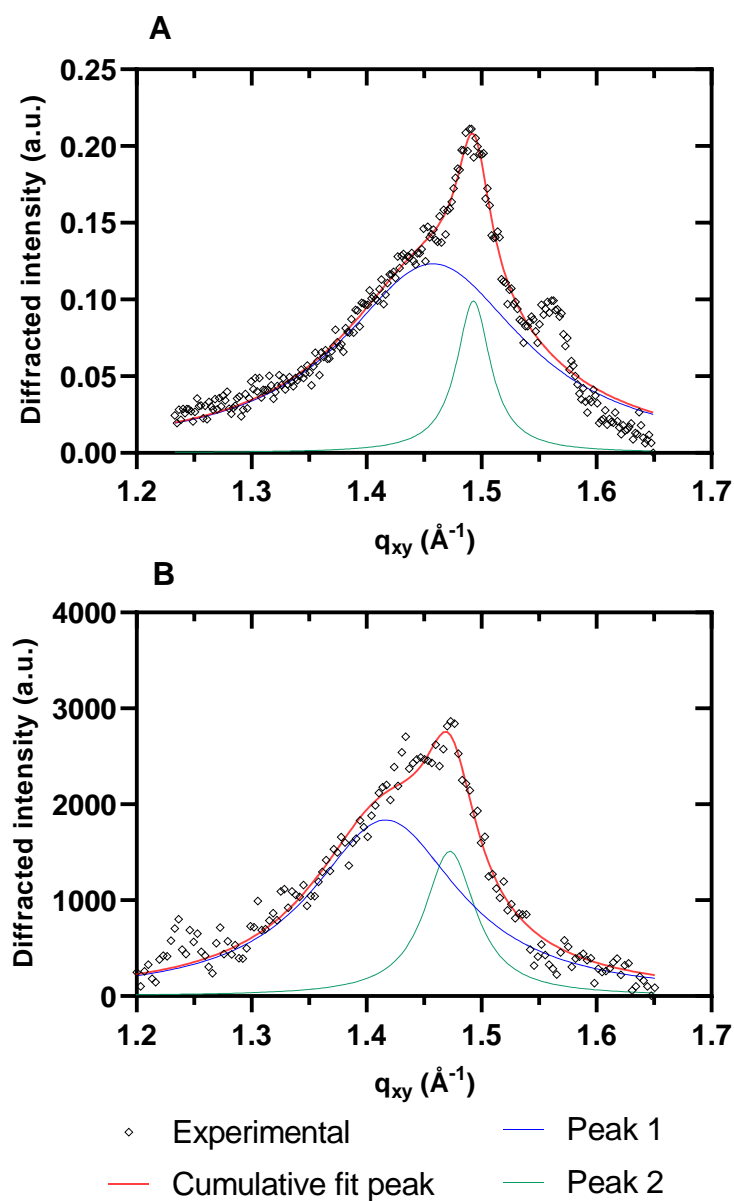 A
Diffracted intensity (a.u.)
0.25
0.20
0.15
0.10
0.05
0.00
1.2 1.3 1.4 1.5 1.6 1.7
qxy (Å-1)
B
Diffracted intensity (a.u.)
4000
3000
2000
1000
0
1.2 1.3 1.4 1.5 1.6 1.7
qxy (Å-1)
Experimental
Peak 1
Cumulative fit peak
Peak 2